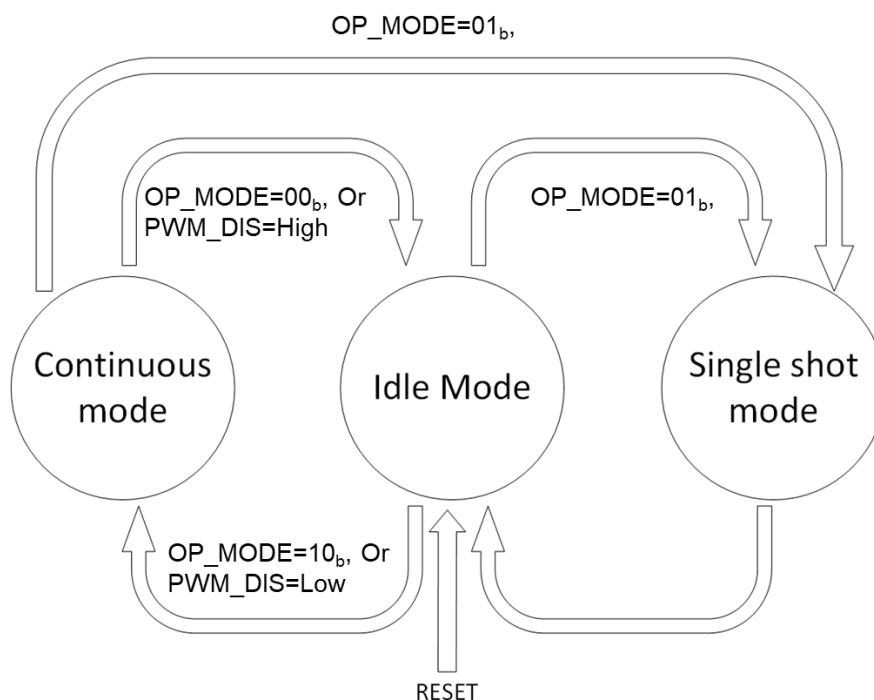 OP_MODE=01b,
OP_MODE=00b, Or
PWM_DIS=High
OP_MODE=01b,
Continuous
mode
Idle Mode
Single shot
mode
OP_MODE=10b, Or
PWM_DIS=Low
RESET